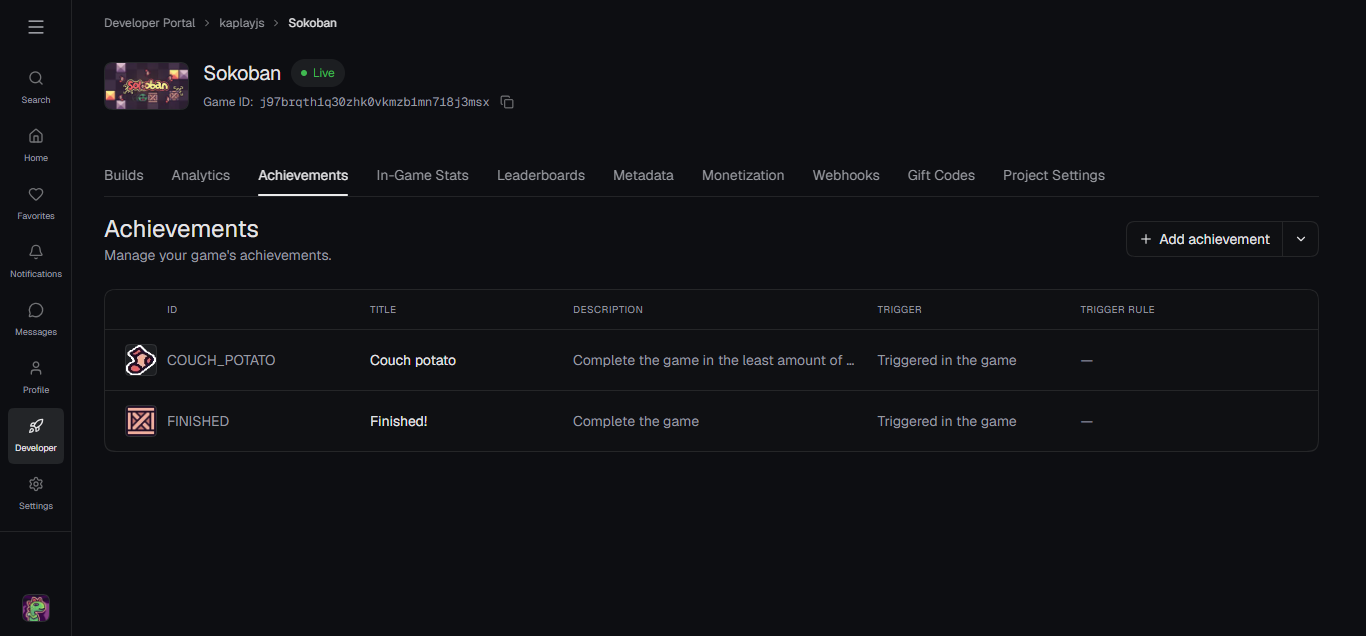 Developer Portal > kaplayjs > Sokoban
Search
Home
Favorites
Notifications
Messages
Profile
Developer
Settings
Sokoban
Sokoban
Live
Game ID: j97brqth1q30zhk0vkmzb1mn718j3msx
Builds
Analytics
Achievements
In-Game Stats
Leaderboards
Metadata
Monetization
Webhooks
Gift Codes
Project Settings
Achievements
Manage your game's achievements.
+ Add achievement
ID TITLE DESCRIPTION TRIGGER TRIGGER RULE
COUCH_POTATO Couch potato Complete the game in the least amount of ... Triggered in the game —
FINISHED Finished! Complete the game Triggered in the game —